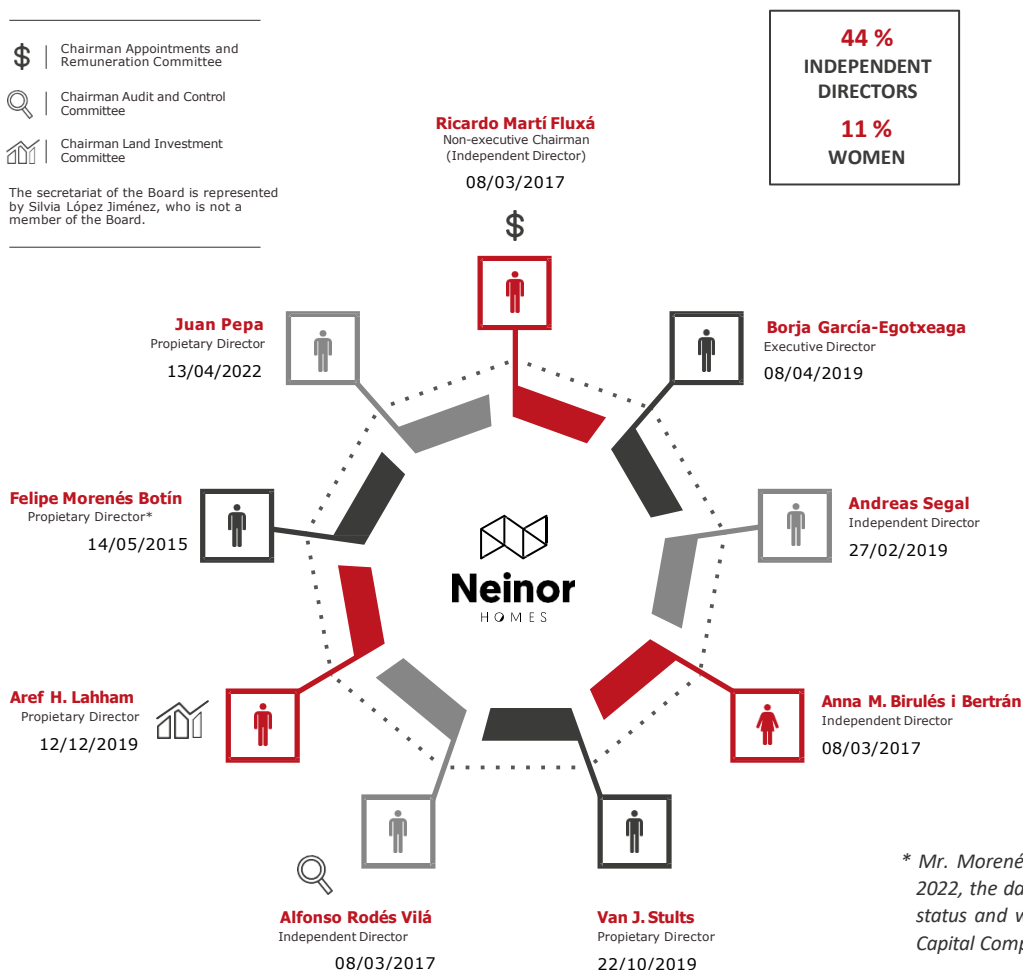 $ | Chairman Appointments and
Remuneration Committee
Chairman Audit and Control
Committee
Chairman Land Investment
Committee
The secretariat of the Board is represented
by Silvia López Jiménez, who is not a
member of the Board.
44 %
INDEPENDENT
DIRECTORS
11 %
WOMEN
Ricardo Martí Fluxá
Non-executive Chairman
(Independent Director)
08/03/2017
$
Juan Pepa
Propietary Director
13/04/2022
Borja García-Egotxeaga
Executive Director
08/04/2019
Felipe Morenés Botín
Propietary Director*
14/05/2015
Andreas Segal
Independent Director
27/02/2019
Neinor
HOMES
Aref H. Lahham
Propietary Director
12/12/2019
Anna M. Birulés i Bertrán
Independent Director
08/03/2017
Alfonso Rodés Vilá
Independent Director
08/03/2017
Van J. Stults
Propietary Director
22/10/2019
* Mr. Morené
2022, the da
status and w
Capital Comp